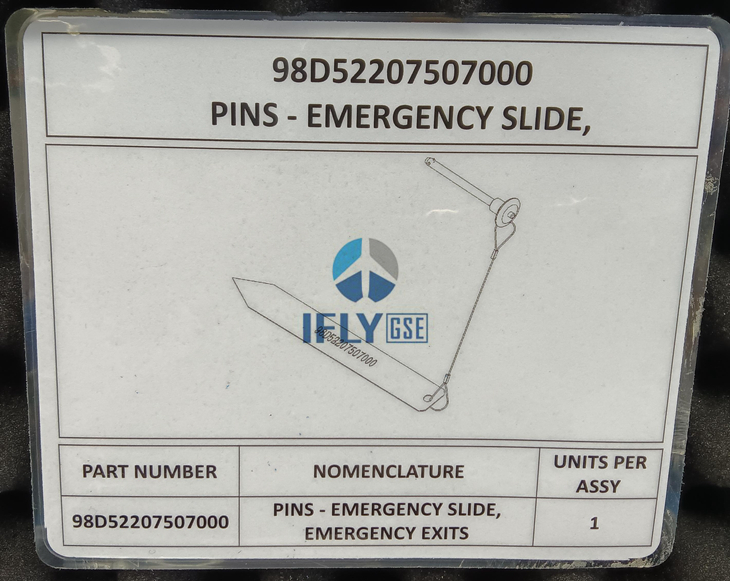 98D52207507000
PINS - EMERGENCY SLIDE,
IFLY GSE
98D52207507000
PART NUMBER
NOMENCLATURE
UNITS PER
ASSY
98D52207507000
PINS - EMERGENCY SLIDE,
EMERGENCY EXITS
1